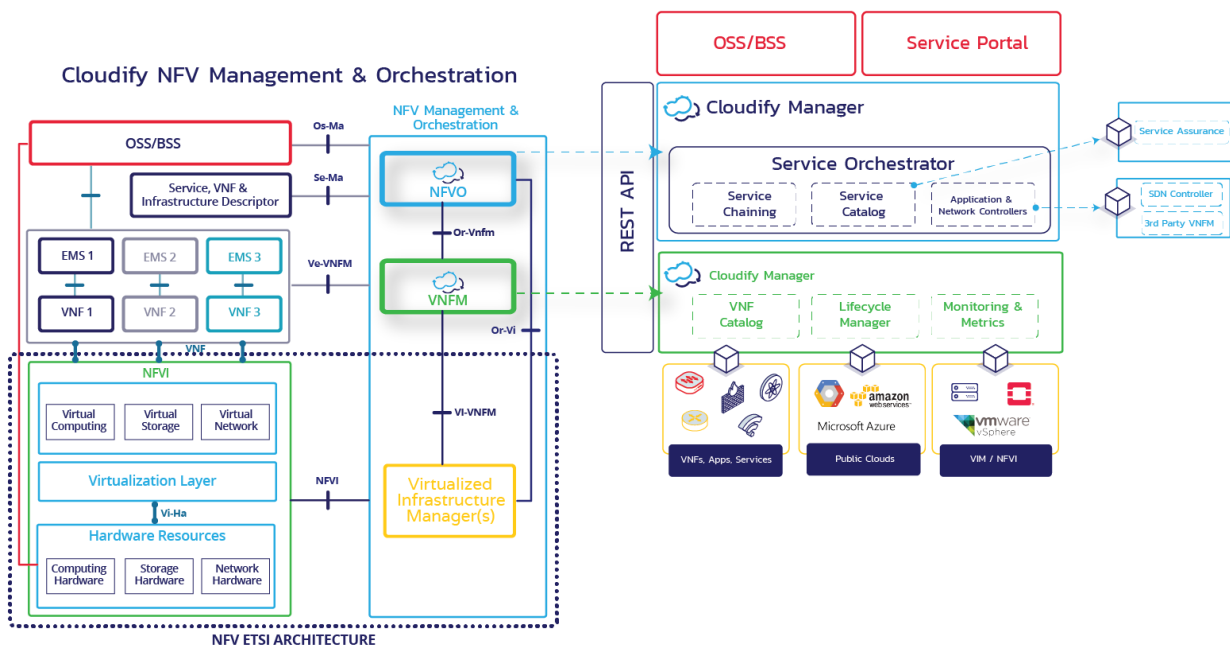 Cloudify NFV Management & Orchestration
OSS/BSS
Os-Ma
Service, VNF &
Infrastructure Descriptor
Se-Ma
EMS 1
EMS 2
EMS 3
VNF 1
VNF 2
VNF 3
Ve-VNFM
VNF
NFV Management &
Orchestration
NFVO
Or-Vnfm
VNFM
Or-Vi
VI-VNFM
Virtualized
Infrastructure
Manager(s)
NFVI
Virtual
Computing
Virtual
Storage
Virtual
Network
Virtualization Layer
NFVI
Vi-Ha
Hardware Resources
Computing
Hardware
Storage
Hardware
Network
Hardware
NFV ETSI ARCHITECTURE
OSS/BSS
Service Portal
REST API
Cloudify Manager
Service Orchestrator
Service
Chaining
Service
Catalog
Application &
Network Controllers
Service Assurance
SDN Controller
3rd Party VNFM
Cloudify Manager
VNF
Catalog
Lifecycle
Manager
Monitoring &
Metrics
VNFs, Apps, Services
amazon
webservices™
Microsoft Azure
Public Clouds
vmware
vSphere
VIM / NFVI